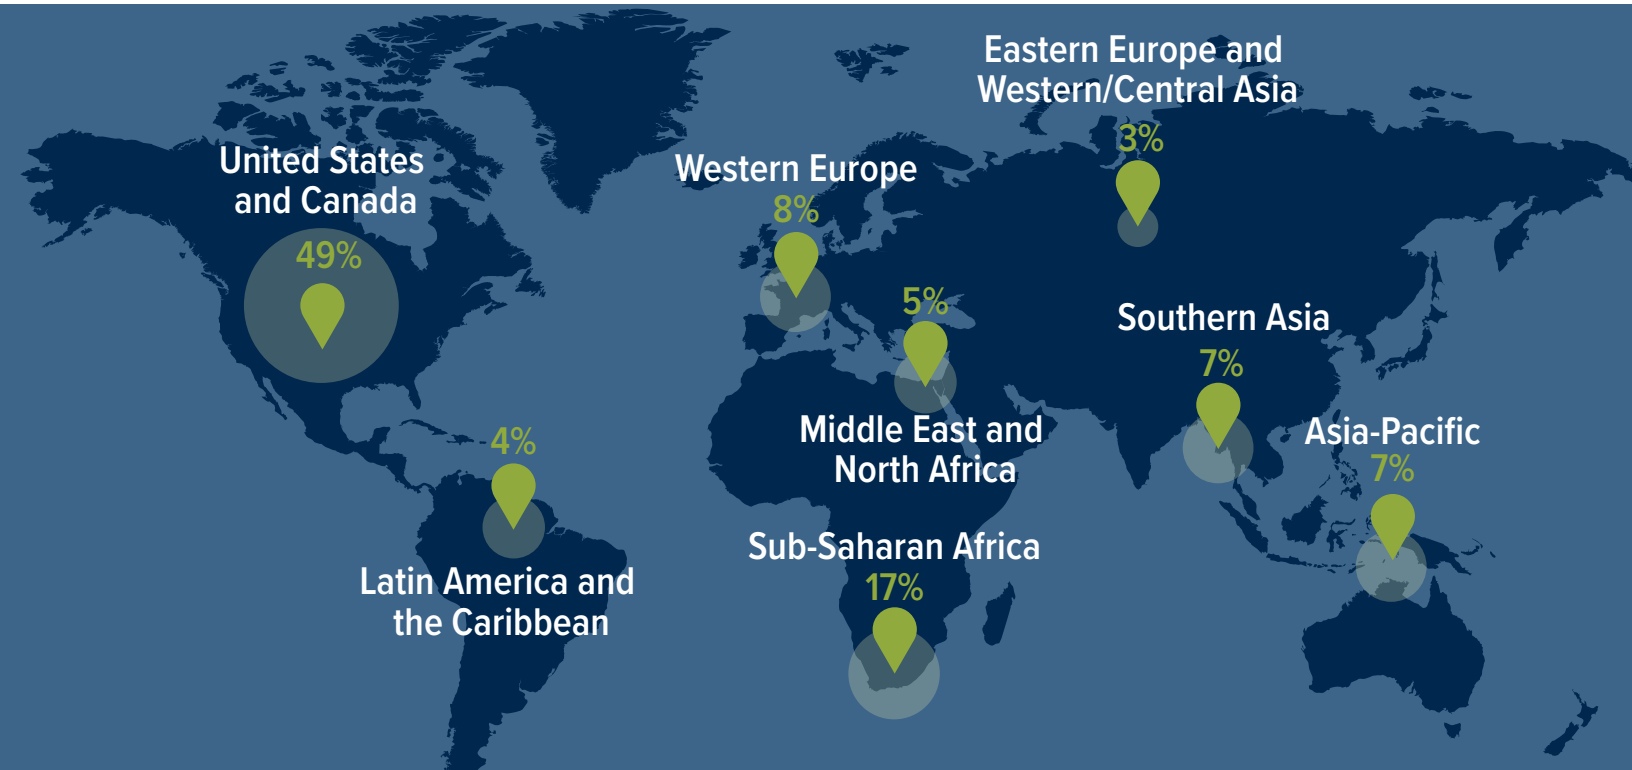 United States
and Canada
49%
4%
Latin America and
the Caribbean
Western Europe
8%
5%
Middle East and
North Africa
Sub-Saharan Africa
17%
Eastern Europe and
Western/Central Asia
3%
Southern Asia
7%
Asia-Pacific
7%